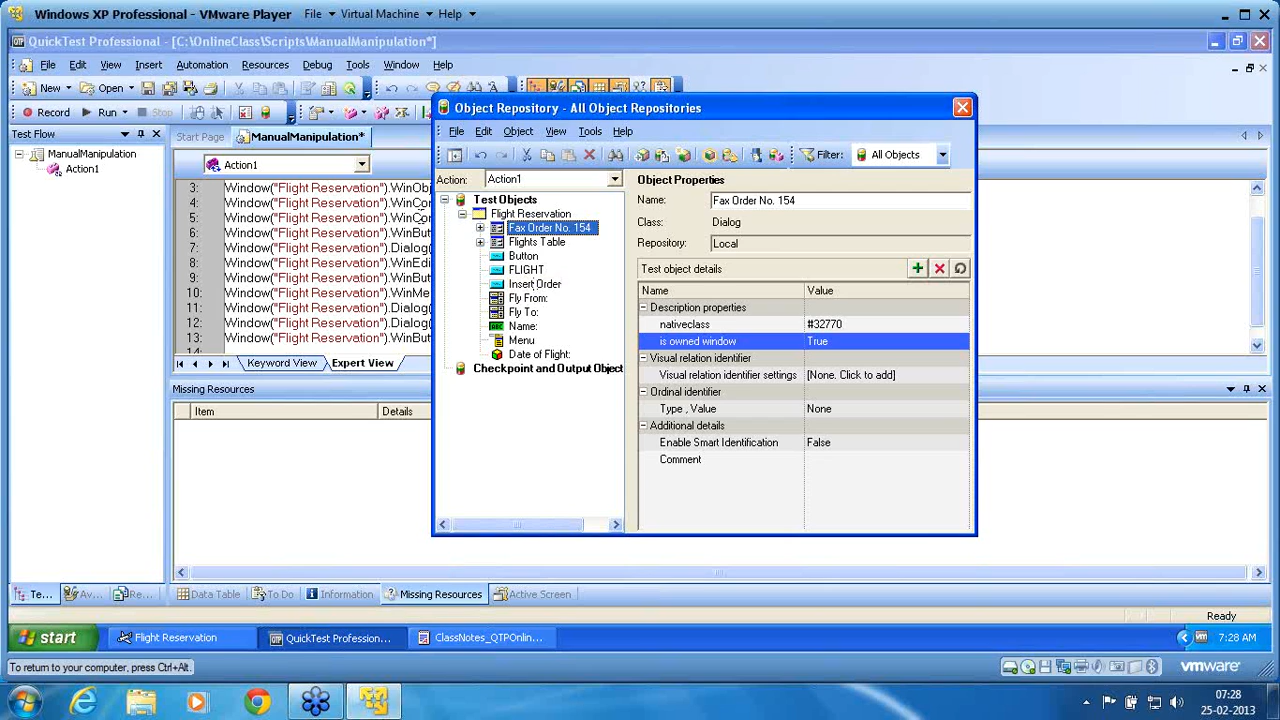 Windows XP Professional - VMware Player File Virtual Machine Help
QuickTest Professional - [C:\OnlineClass\Scripts\ManualManipulation*]
File Edit View Insert Automation Resources Debug Tools Window Help
New Open
Record Run Stop
Test Flow
ManualManipulation
Action1
Start Page ManualManipulation*
Action1
3: Window("Flight Reservation").WinObj
4: Window("Flight Reservation").WinCor
5: Window("Flight Reservation").WinCor
6: Window("Flight Reservation").WinBut
7: Window("Flight Reservation").Dialog(
8: Window("Flight Reservation").WinEdi
9: Window("Flight Reservation").WinBut
10: Window("Flight Reservation").WinMe
11: Window("Flight Reservation").Dialog(
12: Window("Flight Reservation").Dialog(
13: Window("Flight Reservation").WinBut
14:
Keyword View Expert View
Missing Resources
Item Details
Object Repository - All Object Repositories
File Edit Object View Tools Help
Filter: All Objects
Action: Action1
Test Objects
Flight Reservation
Fax Order No. 154
Flights Table
Button
FLIGHT
Insert Order
Fly From:
Fly To:
Name:
Menu
Date of Flight:
Checkpoint and Output Object
Object Properties
Name: Fax Order No. 154
Class: Dialog
Repository: Local
Test object details
Name Value
Description properties
nativeclass #32770
is owned window True
Visual relation identifier
Visual relation identifier settings [None. Click to add]
Ordinal identifier
Type , Value None
Additional details
Enable Smart Identification False
Comment
Te... Av... Re... Data Table To Do Information Missing Resources Active Screen
Ready
start Flight Reservation QuickTest Profession... ClassNotes_QTPOnlin... 7:28 AM
To return to your computer, press Ctrl+Alt. vmware
07:28
25-02-2013